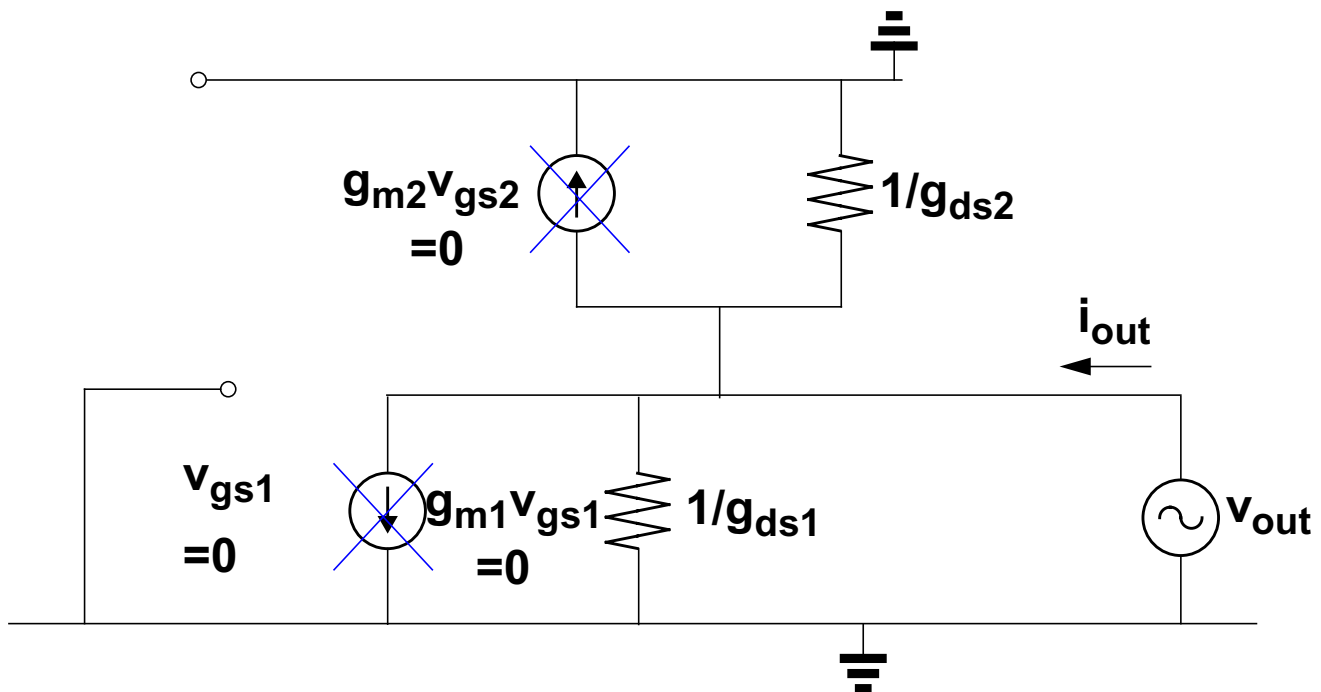 gm2vgs2
=0
1/gds2
iout
vgs1
=0
gm1vgs1
=0
1/gds1
vout